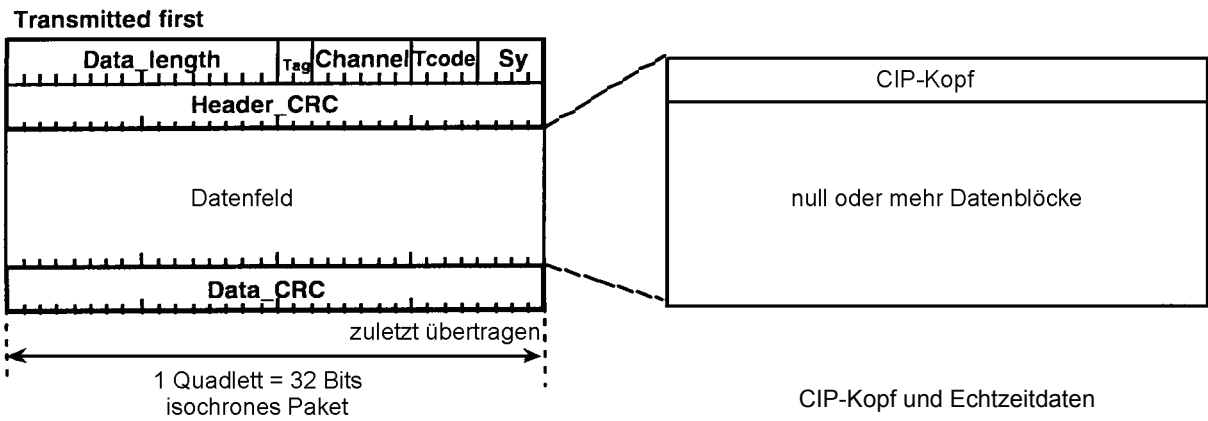 Transmitted first
Data_length Tag Channel Tcode Sy
Header_CRC
Datenfeld
Data_CRC
zuletzt übertragen
1 Quadlett = 32 Bits
isochrones Paket
CIP-Kopf
null oder mehr Datenblöcke
CIP-Kopf und Echtzeitdaten